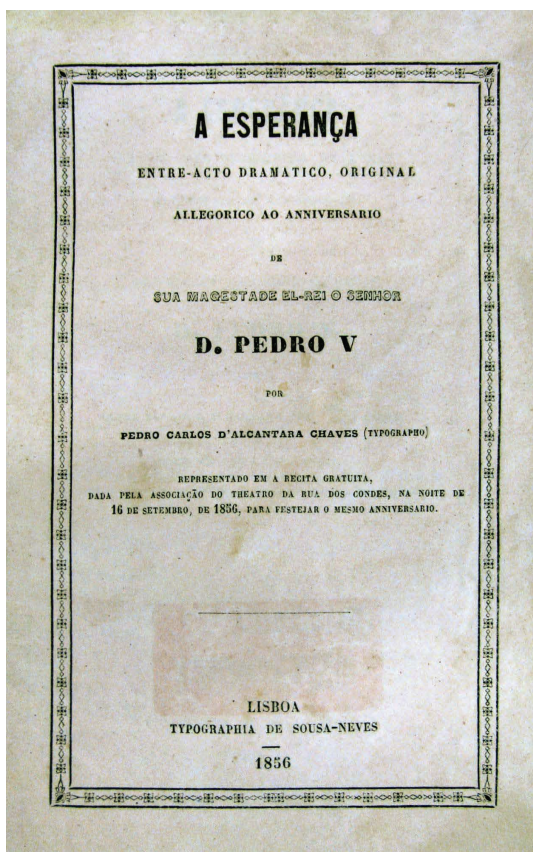 A ESPERANÇA
ENTRE-ACTO DRAMATICO, ORIGINAL
ALLEGORICO AO ANNIVERSARIO
DE
SUA MAGESTADE EL-REI O SENHOR
D. PEDRO V
POR
PEDRO CARLOS D'ALCANTARA CHAVES (TYPOGRAPHO)
REPRESENTADO EM A RECITA GRATUITA,
DADA PELA ASSOCIAÇÃO DO THEATRO DA RUA DOS CONDES, NA NOITE DE
16 DE SETEMBRO, DE 1856, PARA FESTEJAR O MESMO ANNIVERSARIO.
LISBOA
TYPOGRAPHIA DE SOUSA-NEVES
1856